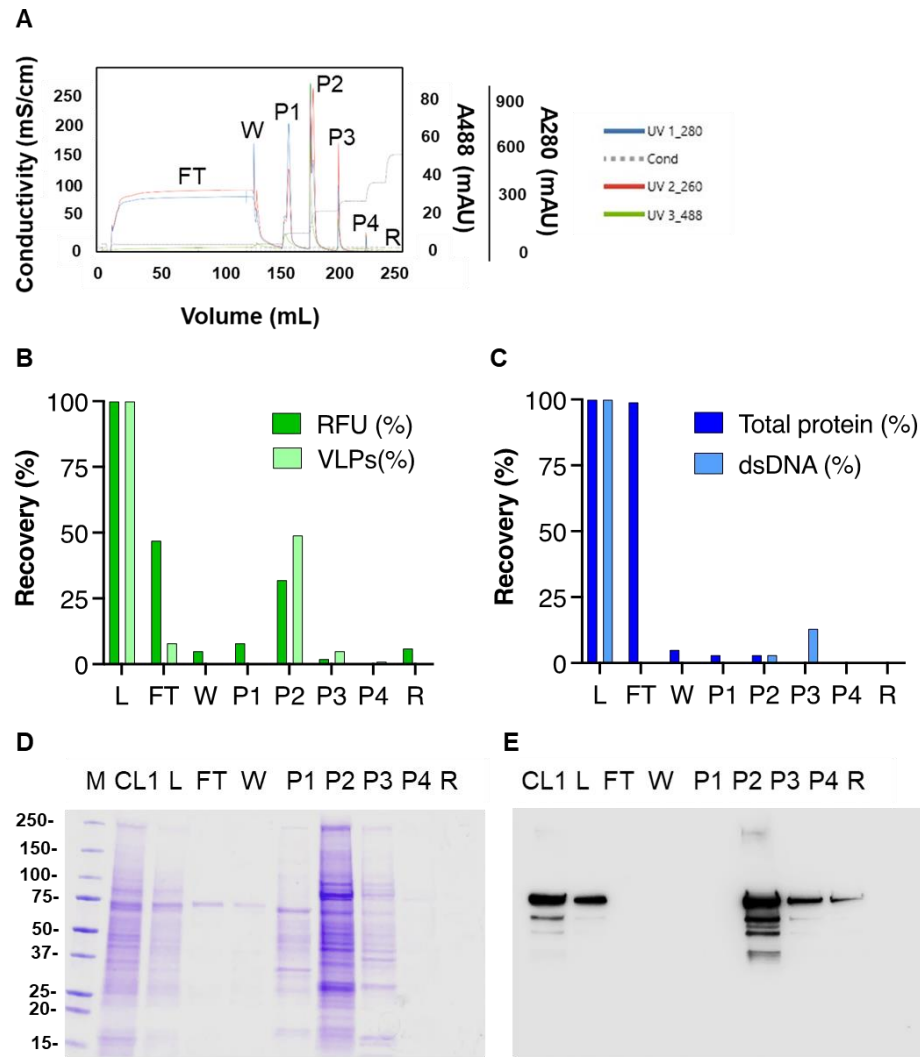 A
Conductivity (mS/cm)
250
200
150
100
50
0
FT
W
P1
P2
P3
P4
R
80
60
40
20
0
A488 (mAU)
900
600
300
0
A280 (mAU)
UV 1_280
Cond
UV 2_260
UV 3_488
0 50 100 150 200 250
Volume (mL)
B
Recovery (%)
100
75
50
25
0
RFU (%)
VLPs(%)
L FT W P1 P2 P3 P4 R
C
Recovery (%)
100
75
50
25
0
Total protein (%)
dsDNA (%)
L FT W P1 P2 P3 P4 R
D
M CL1 L FT W P1 P2 P3 P4 R
250-
150-
100-
75-
50-
37-
25-
20-
15-
E
CL1 L FT W P1 P2 P3 P4 R